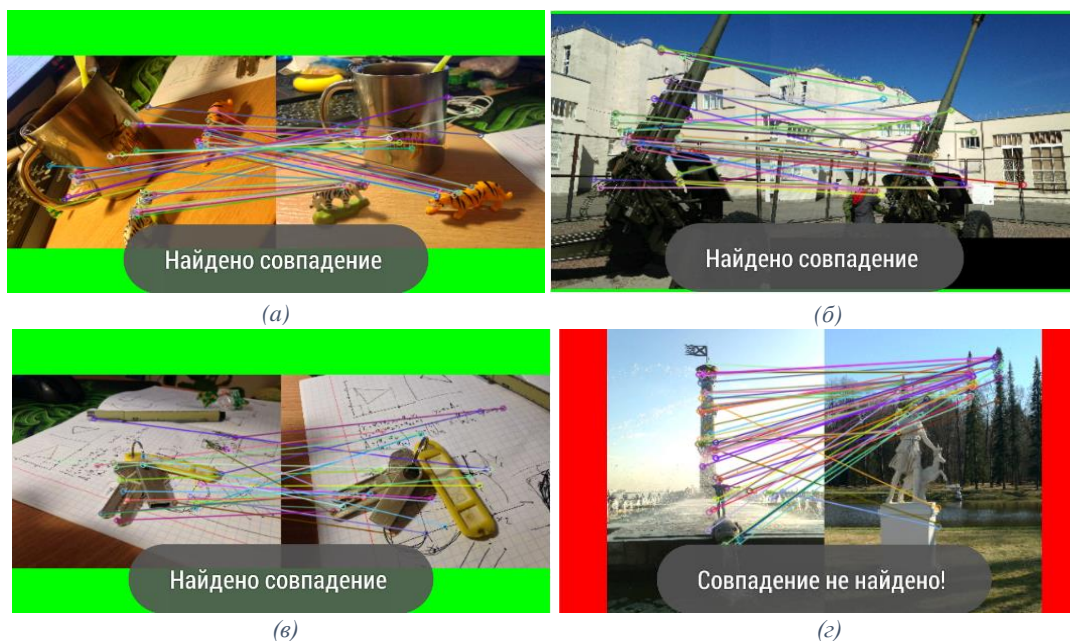 Найдено совпадение
Найдено совпадение
(а)
(б)
Найдено совпадение
Совпадение не найдено!
(в)
(г)